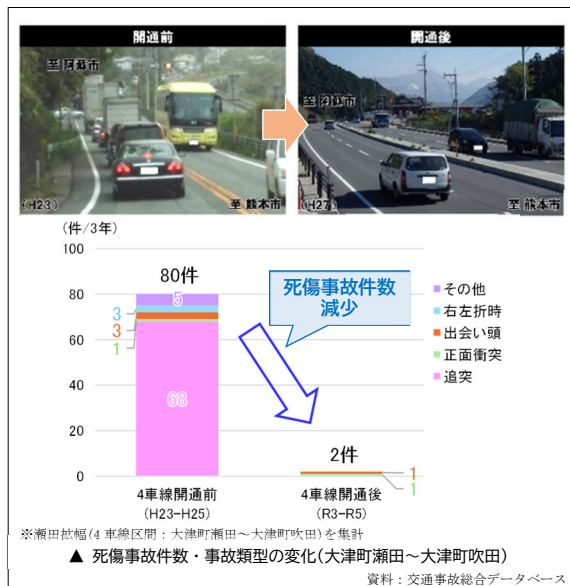 開通前
至 阿蘇市
(H23)
至 熊本市
開通後
至 阿蘇市
(H27)
至 熊本市
(件/3年)
100
80
60
40
20
0
80件
5
3
3
1
68
死傷事故件数
減少
2件
1
1
その他
右左折時
出会い頭
正面衝突
追突
4車線開通前
(H23-H25)
4車線開通後
(R3-R5)
※瀬田拡幅(4車線区間:大津町瀬田~大津町吹田)を集計
▲ 死傷事故件数・事故類型の変化(大津町瀬田~大津町吹田)
資料:交通事故総合データベース